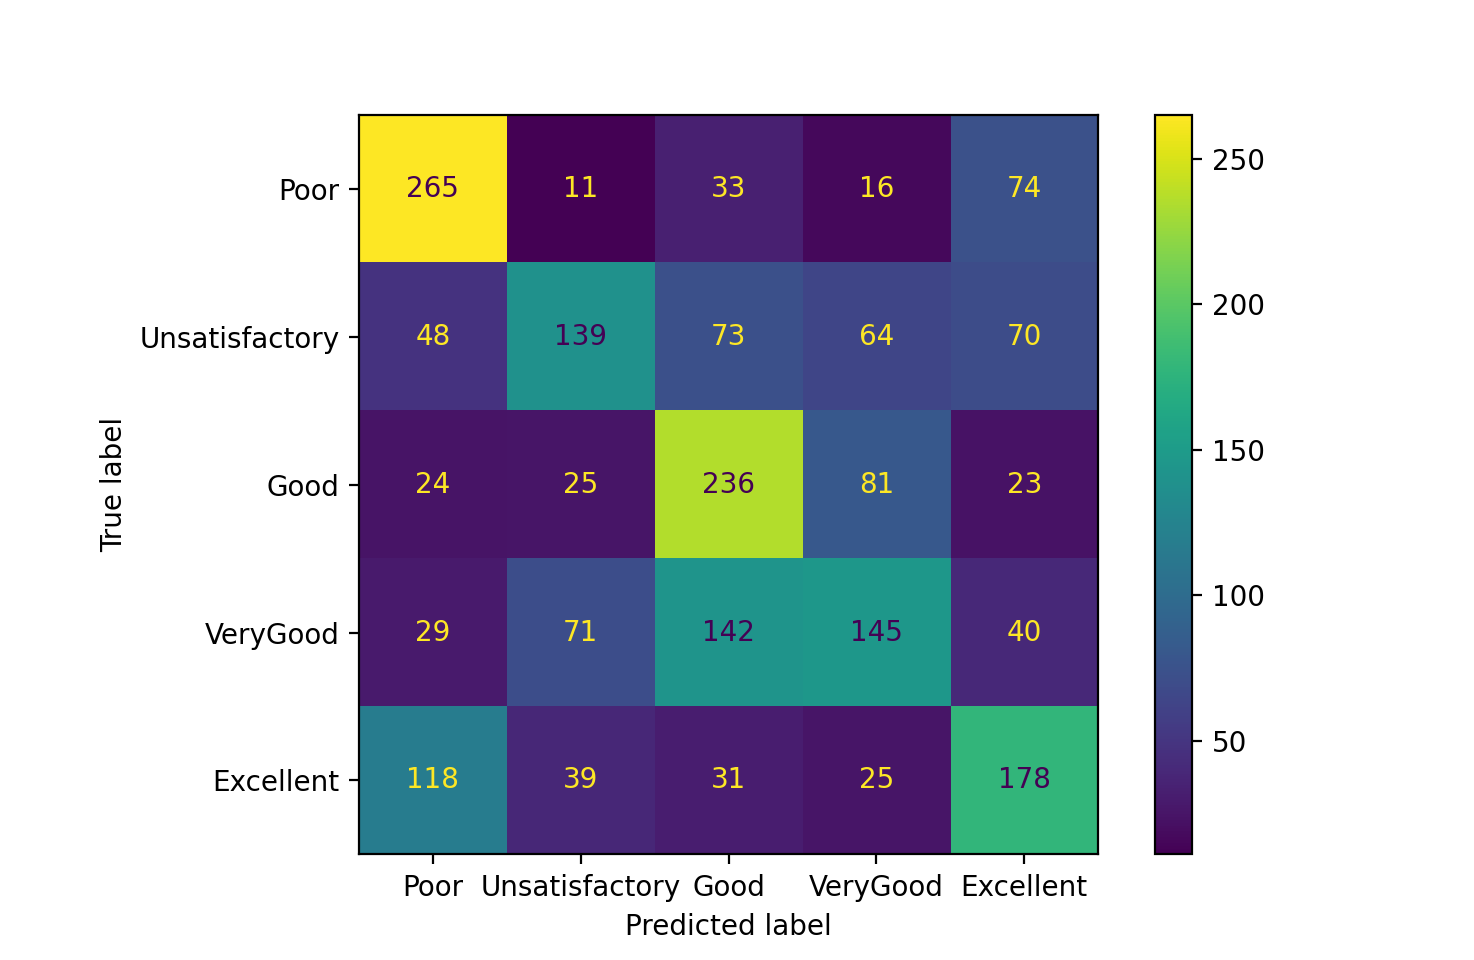 Poor 265 11 33 16 74
Unsatisfactory 48 139 73 64 70
Good 24 25 236 81 23
VeryGood 29 71 142 145 40
Excellent 118 39 31 25 178
Poor Unsatisfactory Good VeryGood Excellent
Predicted label
True label
250
200
150
100
50